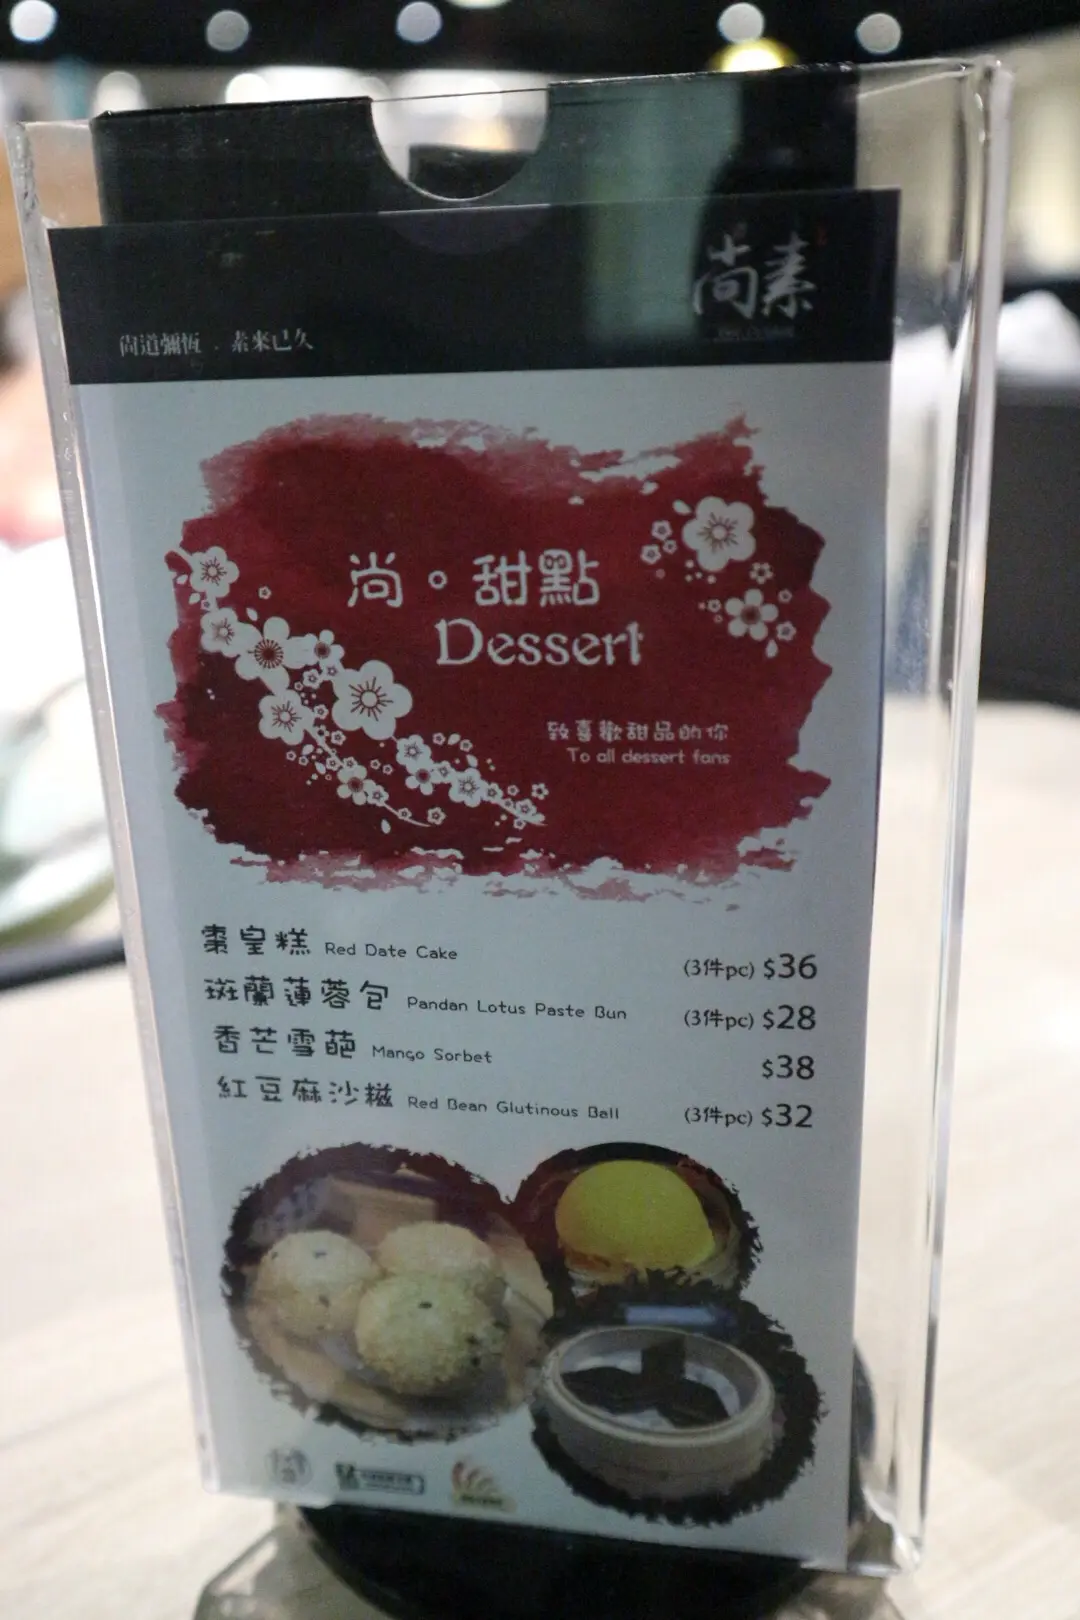 尚素
尚道彌恆．素來已久
尚。甜點
Dessert
致喜歡甜品的你
To all dessert fans
棗皇糕 Red Date Cake (3件pc) $36
斑蘭蓮蓉包 Pandan Lotus Paste Bun (3件pc) $28
香芒雪葩 Mango Sorbet $38
紅豆麻沙糍 Red Bean Glutinous Ball (3件pc) $32